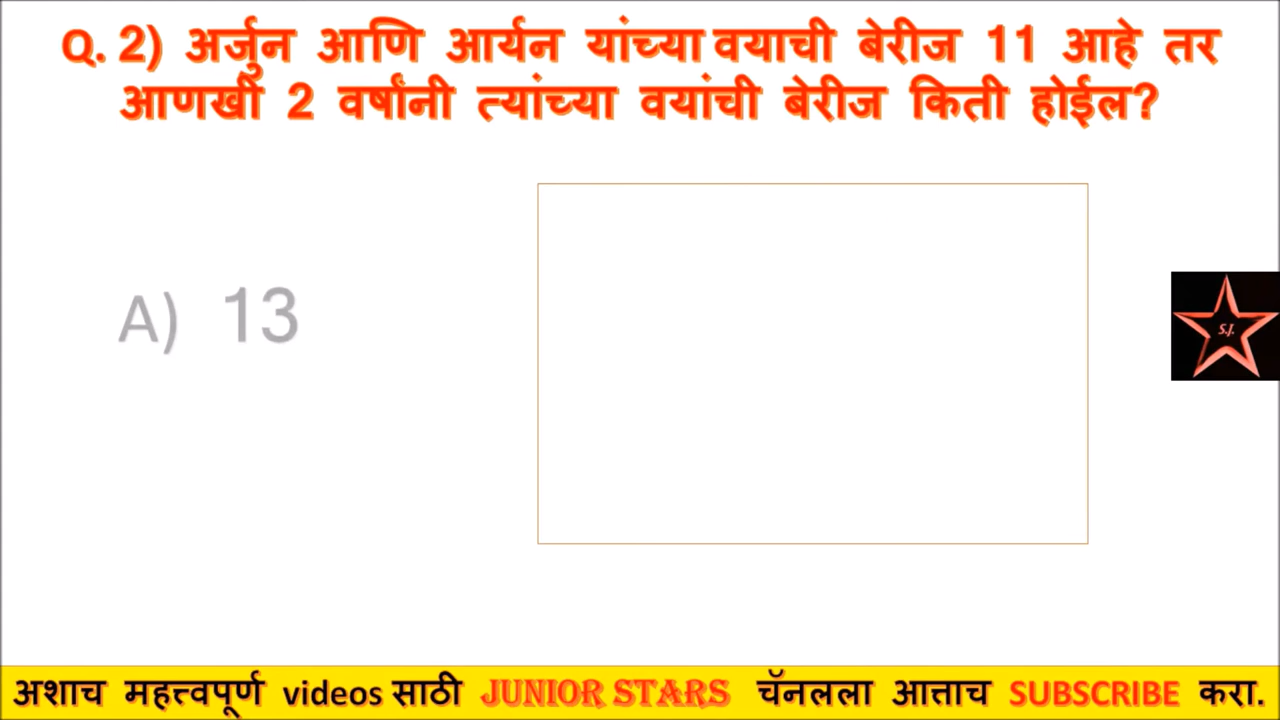 Q. 2) अर्जुन आणि आर्यन यांच्या वयाची बेरीज 11 आहे तर
आणखी 2 वर्षांनी त्यांच्या वयांची बेरीज किती होईल?
A) 13
S.J.
अशाच महत्त्वपूर्ण videos साठी JUNIOR STARS चॅनलला आत्ताच SUBSCRIBE करा.